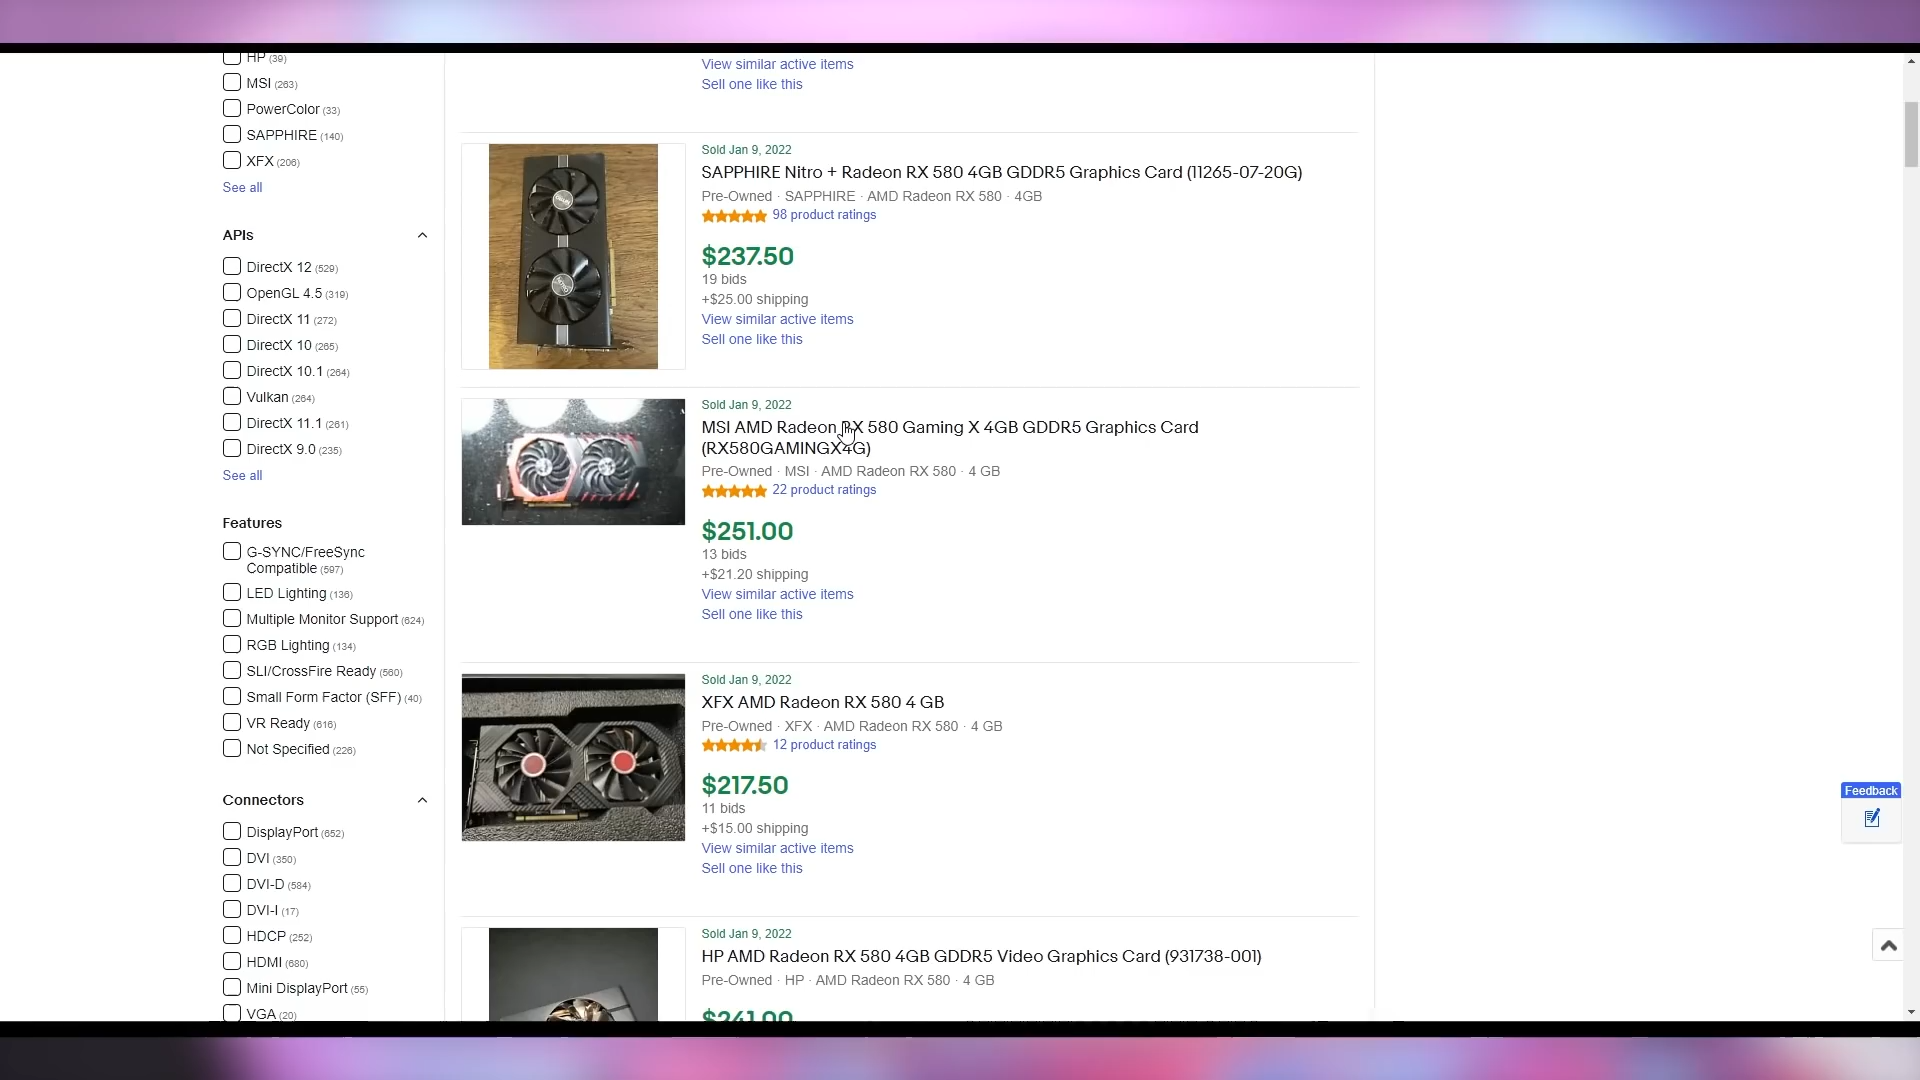 HP (39)
MSI (263)
PowerColor (33)
SAPPHIRE (140)
XFX (206)
See all
APIs
DirectX 12 (529)
OpenGL 4.5 (319)
DirectX 11 (272)
DirectX 10 (265)
DirectX 10.1 (264)
Vulkan (264)
DirectX 11.1 (261)
DirectX 9.0 (235)
See all
Features
G-SYNC/FreeSync
Compatible (597)
LED Lighting (136)
Multiple Monitor Support (624)
RGB Lighting (134)
SLI/CrossFire Ready (560)
Small Form Factor (SFF) (40)
VR Ready (616)
Not Specified (226)
Connectors
DisplayPort (652)
DVI (350)
DVI-D (584)
DVI-I (17)
HDCP (252)
HDMI (680)
Mini DisplayPort (55)
VGA (20)
View similar active items
Sell one like this
Sold Jan 9, 2022
SAPPHIRE Nitro + Radeon RX 580 4GB GDDR5 Graphics Card (11265-07-20G)
Pre-Owned · SAPPHIRE · AMD Radeon RX 580 · 4GB
98 product ratings
$237.50
19 bids
+$25.00 shipping
View similar active items
Sell one like this
Sold Jan 9, 2022
MSI AMD Radeon RX 580 Gaming X 4GB GDDR5 Graphics Card
(RX580GAMINGX4G)
Pre-Owned · MSI · AMD Radeon RX 580 · 4 GB
22 product ratings
$251.00
13 bids
+$21.20 shipping
View similar active items
Sell one like this
Sold Jan 9, 2022
XFX AMD Radeon RX 580 4 GB
Pre-Owned · XFX · AMD Radeon RX 580 · 4 GB
12 product ratings
$217.50
11 bids
+$15.00 shipping
View similar active items
Sell one like this
Sold Jan 9, 2022
HP AMD Radeon RX 580 4GB GDDR5 Video Graphics Card (931738-001)
Pre-Owned · HP · AMD Radeon RX 580 · 4 GB
$241.00
Feedback